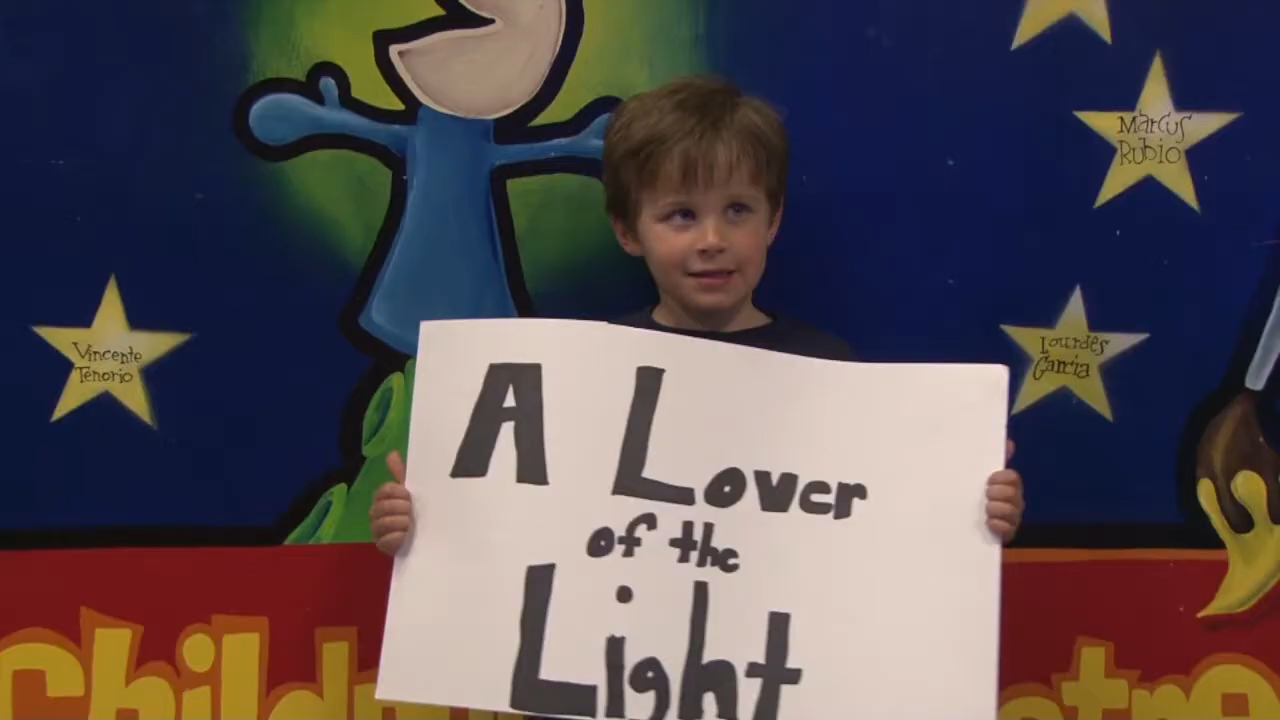 Marcus
Rubio
Vincente
Tenorio
Lourdes
Garcia
A Lover
of the
Light